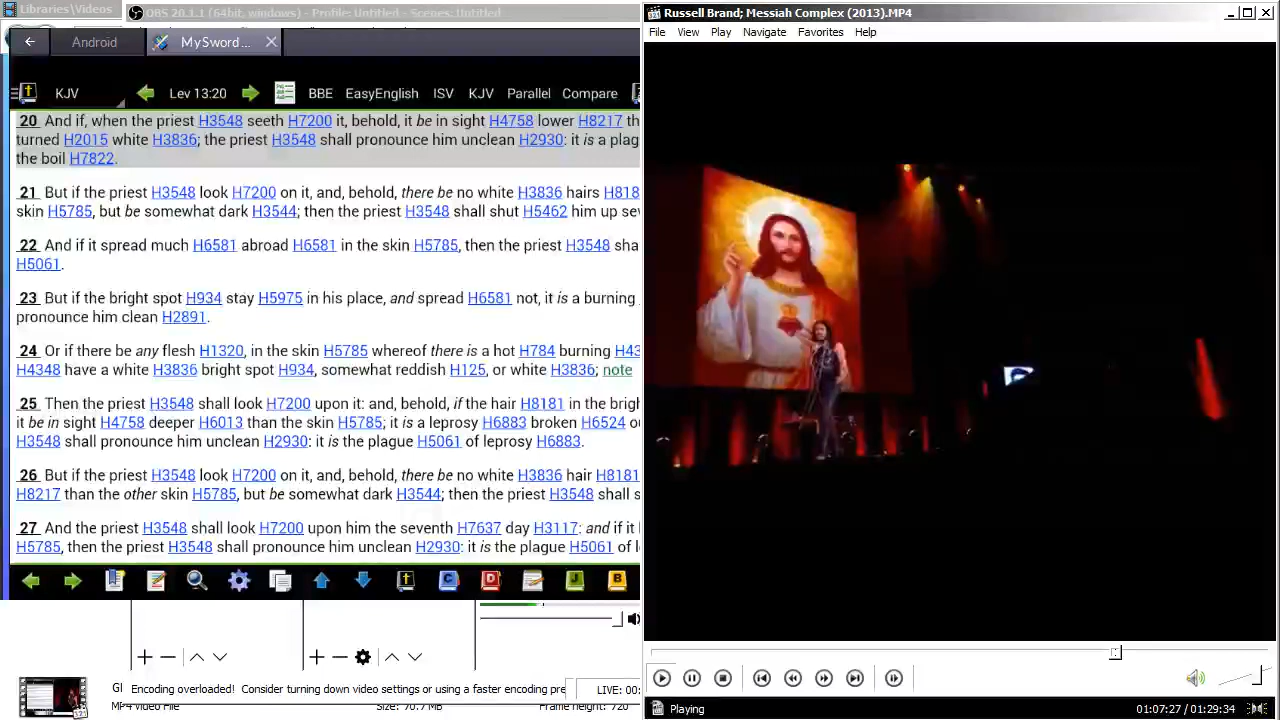 Libraries\Videos
OBS 20.1.1 (64bit, windows) - Profile: Untitled - Scenes: Untitled
Android
MySword...
KJV
Lev 13:20
BBE EasyEnglish ISV KJV Parallel Compare
20 And if, when the priest H3548 seeth H7200 it, behold, it be in sight H4758 lower H8217 th
turned H2015 white H3836; the priest H3548 shall pronounce him unclean H2930: it is a plag
the boil H7822.
21 But if the priest H3548 look H7200 on it, and, behold, there be no white H3836 hairs H818
skin H5785, but be somewhat dark H3544; then the priest H3548 shall shut H5462 him up sev
22 And if it spread much H6581 abroad H6581 in the skin H5785, then the priest H3548 sha
H5061.
23 But if the bright spot H934 stay H5975 in his place, and spread H6581 not, it is a burning
pronounce him clean H2891.
24 Or if there be any flesh H1320, in the skin H5785 whereof there is a hot H784 burning H43
H4348 have a white H3836 bright spot H934, somewhat reddish H125, or white H3836; note
25 Then the priest H3548 shall look H7200 upon it: and, behold, if the hair H8181 in the brig
it be in sight H4758 deeper H6013 than the skin H5785; it is a leprosy H6883 broken H6524 o
H3548 shall pronounce him unclean H2930: it is the plague H5061 of leprosy H6883.
26 But if the priest H3548 look H7200 on it, and, behold, there be no white H3836 hair H8181
H8217 than the other skin H5785, but be somewhat dark H3544; then the priest H3548 shall s
27 And the priest H3548 shall look H7200 upon him the seventh H7637 day H3117: and if it
H5785, then the priest H3548 shall pronounce him unclean H2930: it is the plague H5061 of
Encoding overloaded! Consider turning down video settings or using a faster encoding pre
LIVE: 00:
MP4 Video File
Size: 70.7 MB
Frame height: 720
Russell Brand; Messiah Complex (2013).MP4
File View Play Navigate Favorites Help
Playing
01:07:27 / 01:29:34